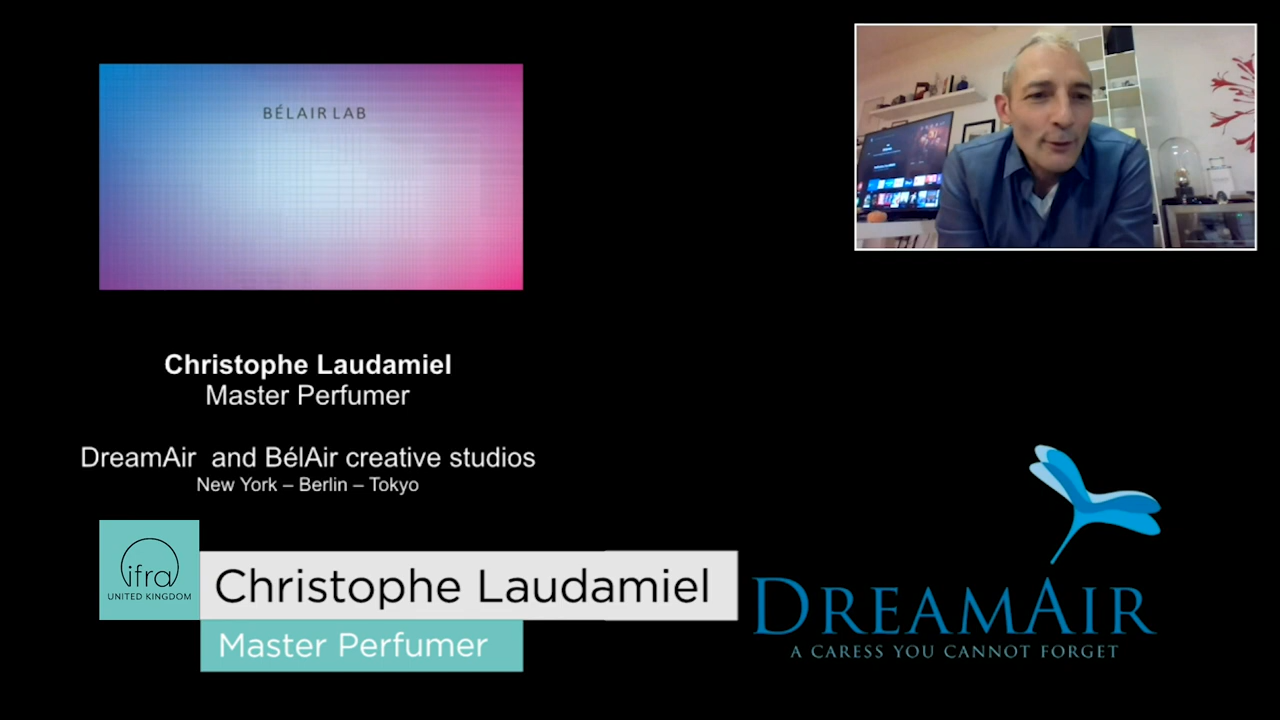 BÉLAIR LAB
Christophe Laudamiel
Master Perfumer
DreamAir and BélAir creative studios
New York – Berlin – Tokyo
ifra
UNITED KINGDOM
Christophe Laudamiel
Master Perfumer
DREAMAIR
A CARESS YOU CANNOT FORGET